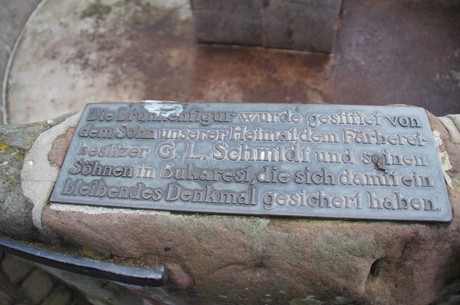 Die Brunnenfigur wurde gestiftet von
dem Sohn unserer Heimat dem Färberei-
besitzer G. L. Schmidt und seinen
Söhnen in Bukarest, die sich damit ein
bleibendes Denkmal gesichert haben.